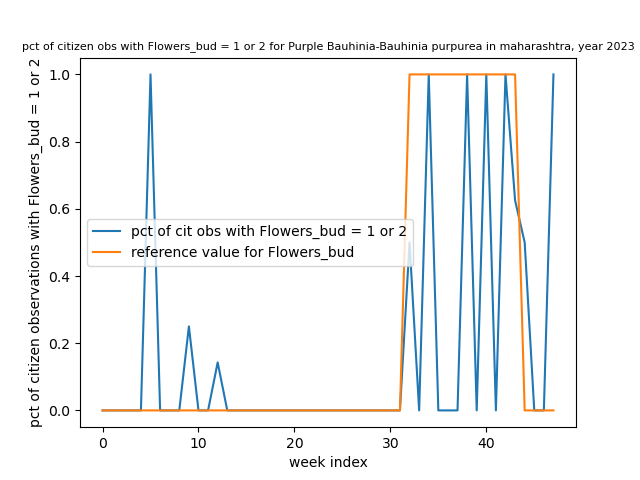 pct of citizen obs with Flowers_bud = 1 or 2 for Purple Bauhinia-Bauhinia purpurea in maharashtra, year 2023
pct of citizen observations with Flowers_bud = 1 or 2
1.0
0.8
0.6
0.4
0.2
0.0
pct of cit obs with Flowers_bud = 1 or 2
reference value for Flowers_bud
0 10 20 30 40
week index